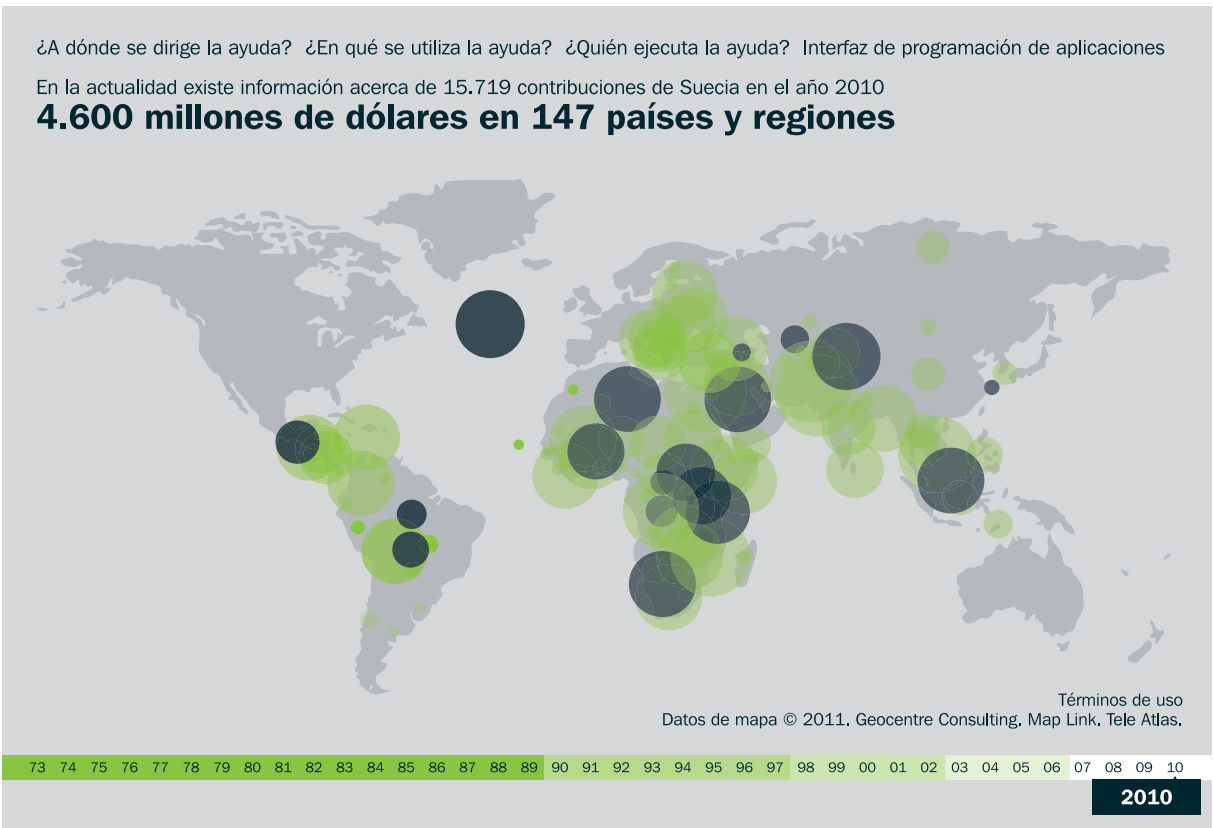 ¿A dónde se dirige la ayuda? ¿En qué se utiliza la ayuda? ¿Quién ejecuta la ayuda? Interfaz de programación de aplicaciones
En la actualidad existe información acerca de 15.719 contribuciones de Suecia en el año 2010
4.600 millones de dólares en 147 países y regiones
Términos de uso
Datos de mapa © 2011. Geocentre Consulting. Map Link. Tele Atlas.
73 74 75 76 77 78 79 80 81 82 83 84 85 86 87 88 89 90 91 92 93 94 95 96 97 98 99 00 01 02 03 04 05 06 07 08 09 10
2010